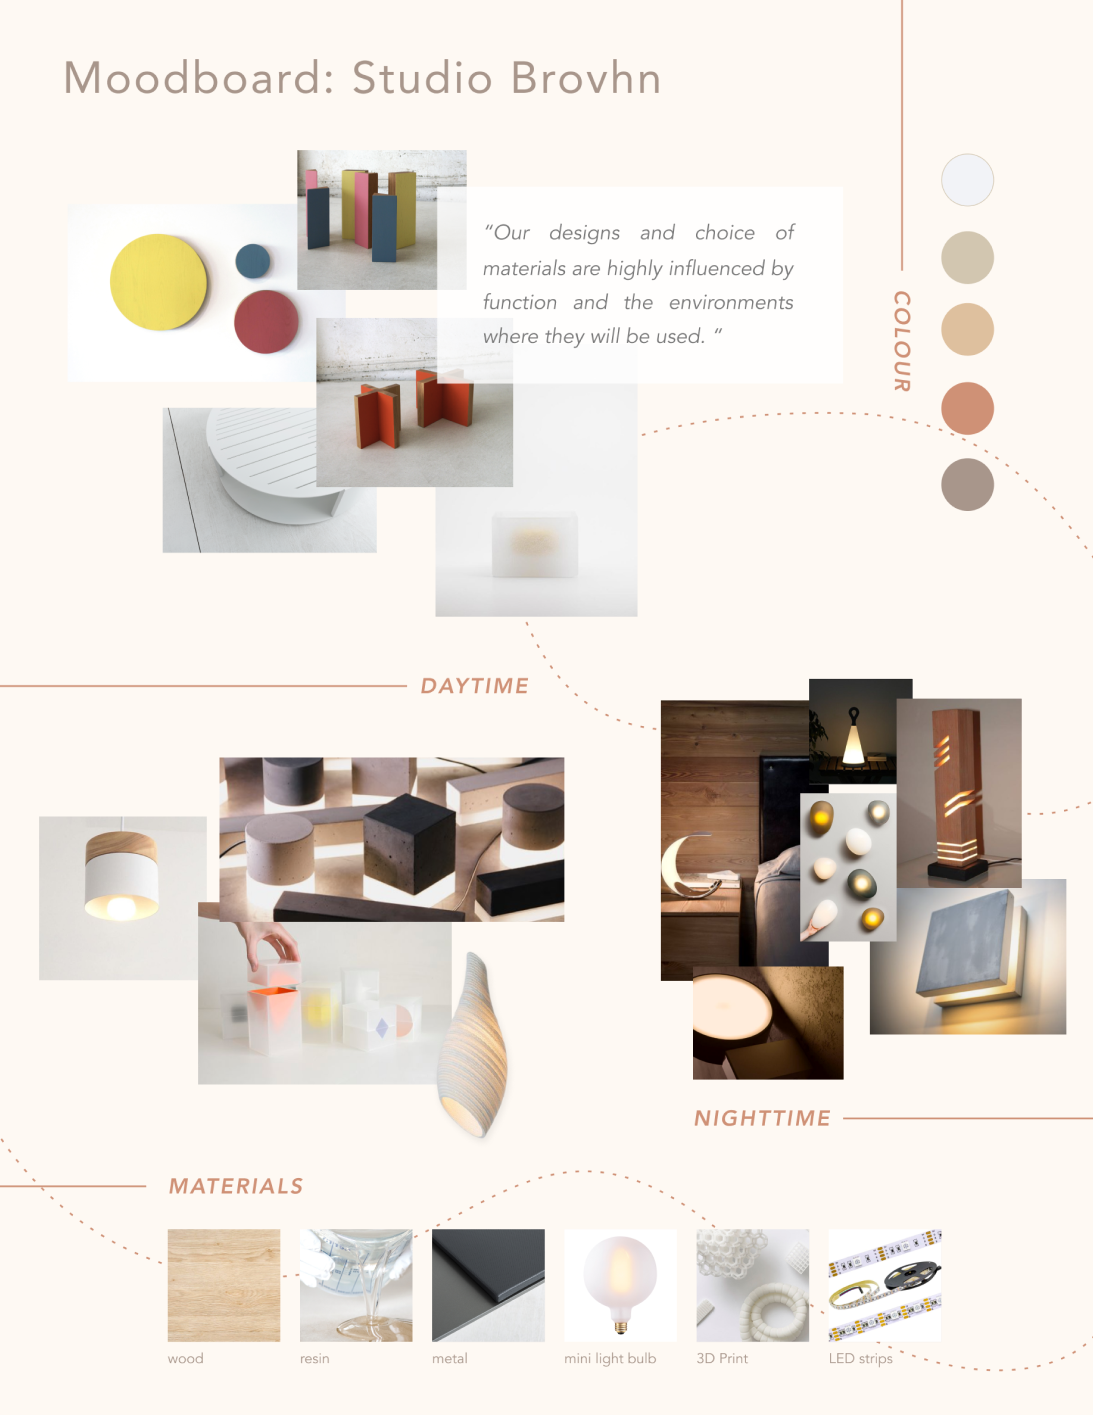 Moodboard: Studio Brovhn
“Our designs and choice of
materials are highly influenced by
function and the environments
where they will be used. “
COLOUR
DAYTIME
NIGHTTIME
MATERIALS
wood
resin
metal
mini light bulb
3D Print
LED strips